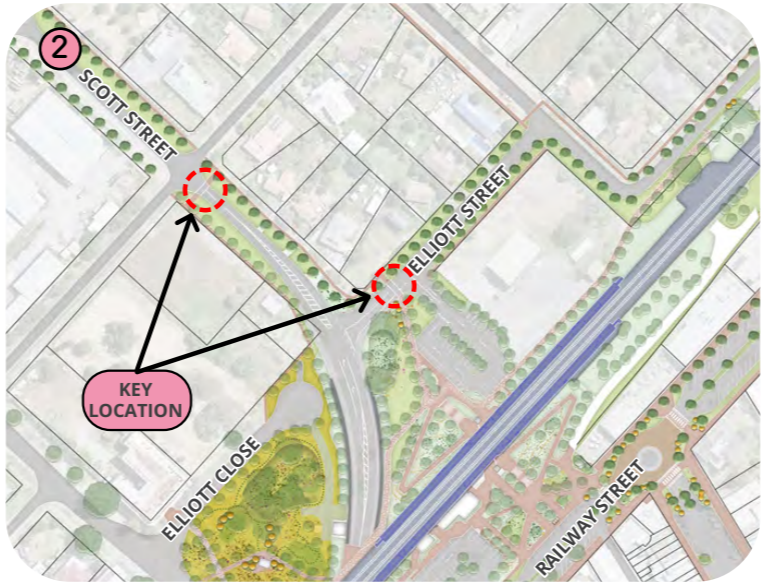 2
SCOTT STREET
ELLIOTT STREET
KEY
LOCATION
ELLIOTT CLOSE
RAILWAY STREET